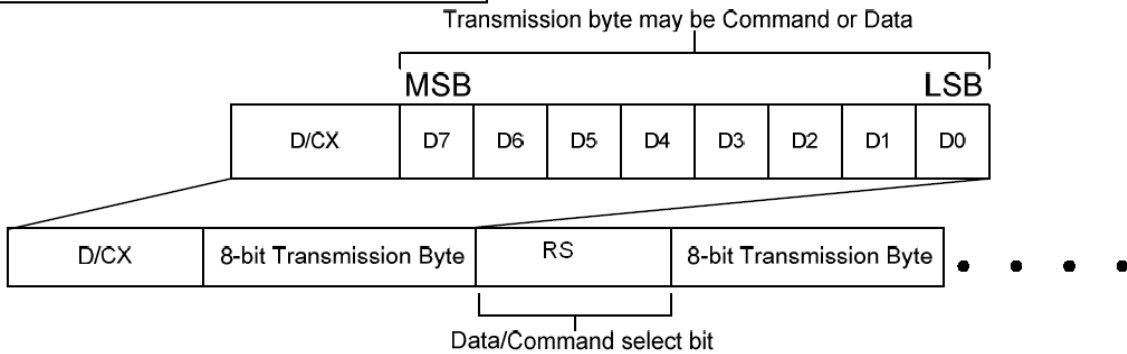 Transmission byte may be Command or Data
MSB LSB
D/CX D7 D6 D5 D4 D3 D2 D1 D0
D/CX 8-bit Transmission Byte RS 8-bit Transmission Byte
Data/Command select bit